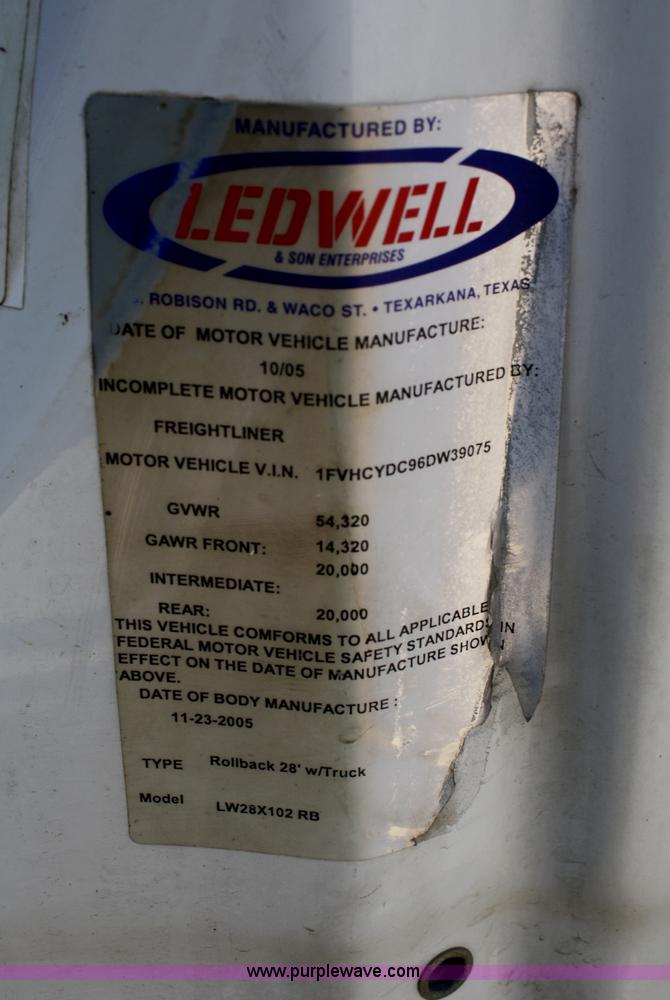 MANUFACTURED BY:
LEDWELL
& SON ENTERPRISES
. ROBISON RD. & WACO ST. • TEXARKANA, TEXAS
DATE OF MOTOR VEHICLE MANUFACTURE:
10/05
INCOMPLETE MOTOR VEHICLE MANUFACTURED BY:
FREIGHTLINER
MOTOR VEHICLE V.I.N. 1FVHCYDC96DW39075
GVWR 54,320
GAWR FRONT: 14,320
INTERMEDIATE: 20,000
REAR: 20,000
THIS VEHICLE COMFORMS TO ALL APPLICABLE
FEDERAL MOTOR VEHICLE SAFETY STANDARDS IN
EFFECT ON THE DATE OF MANUFACTURE SHOWN
ABOVE.
DATE OF BODY MANUFACTURE :
11-23-2005
TYPE Rollback 28' w/Truck
Model LW28X102 RB
www.purplewave.com